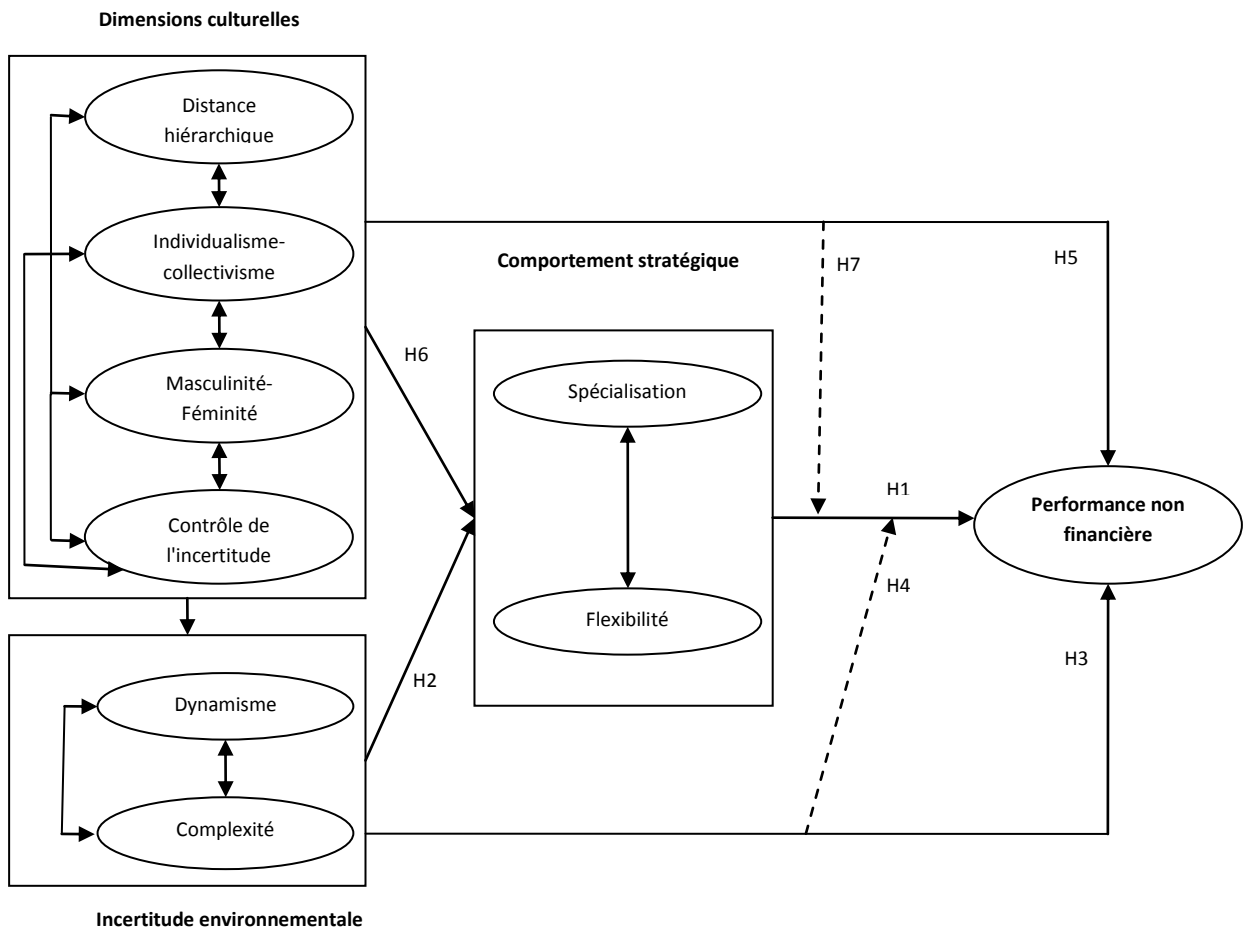 Dimensions culturelles
Distance
hiérarchique
Individualisme-
collectivisme
Masculinité-
Féminité
Contrôle de
l'incertitude
H7
H5
Comportement stratégique
H6
Spécialisation
Flexibilité
H1
Performance non
financière
H4
H2
H3
Dynamisme
Complexité
Incertitude environnementale